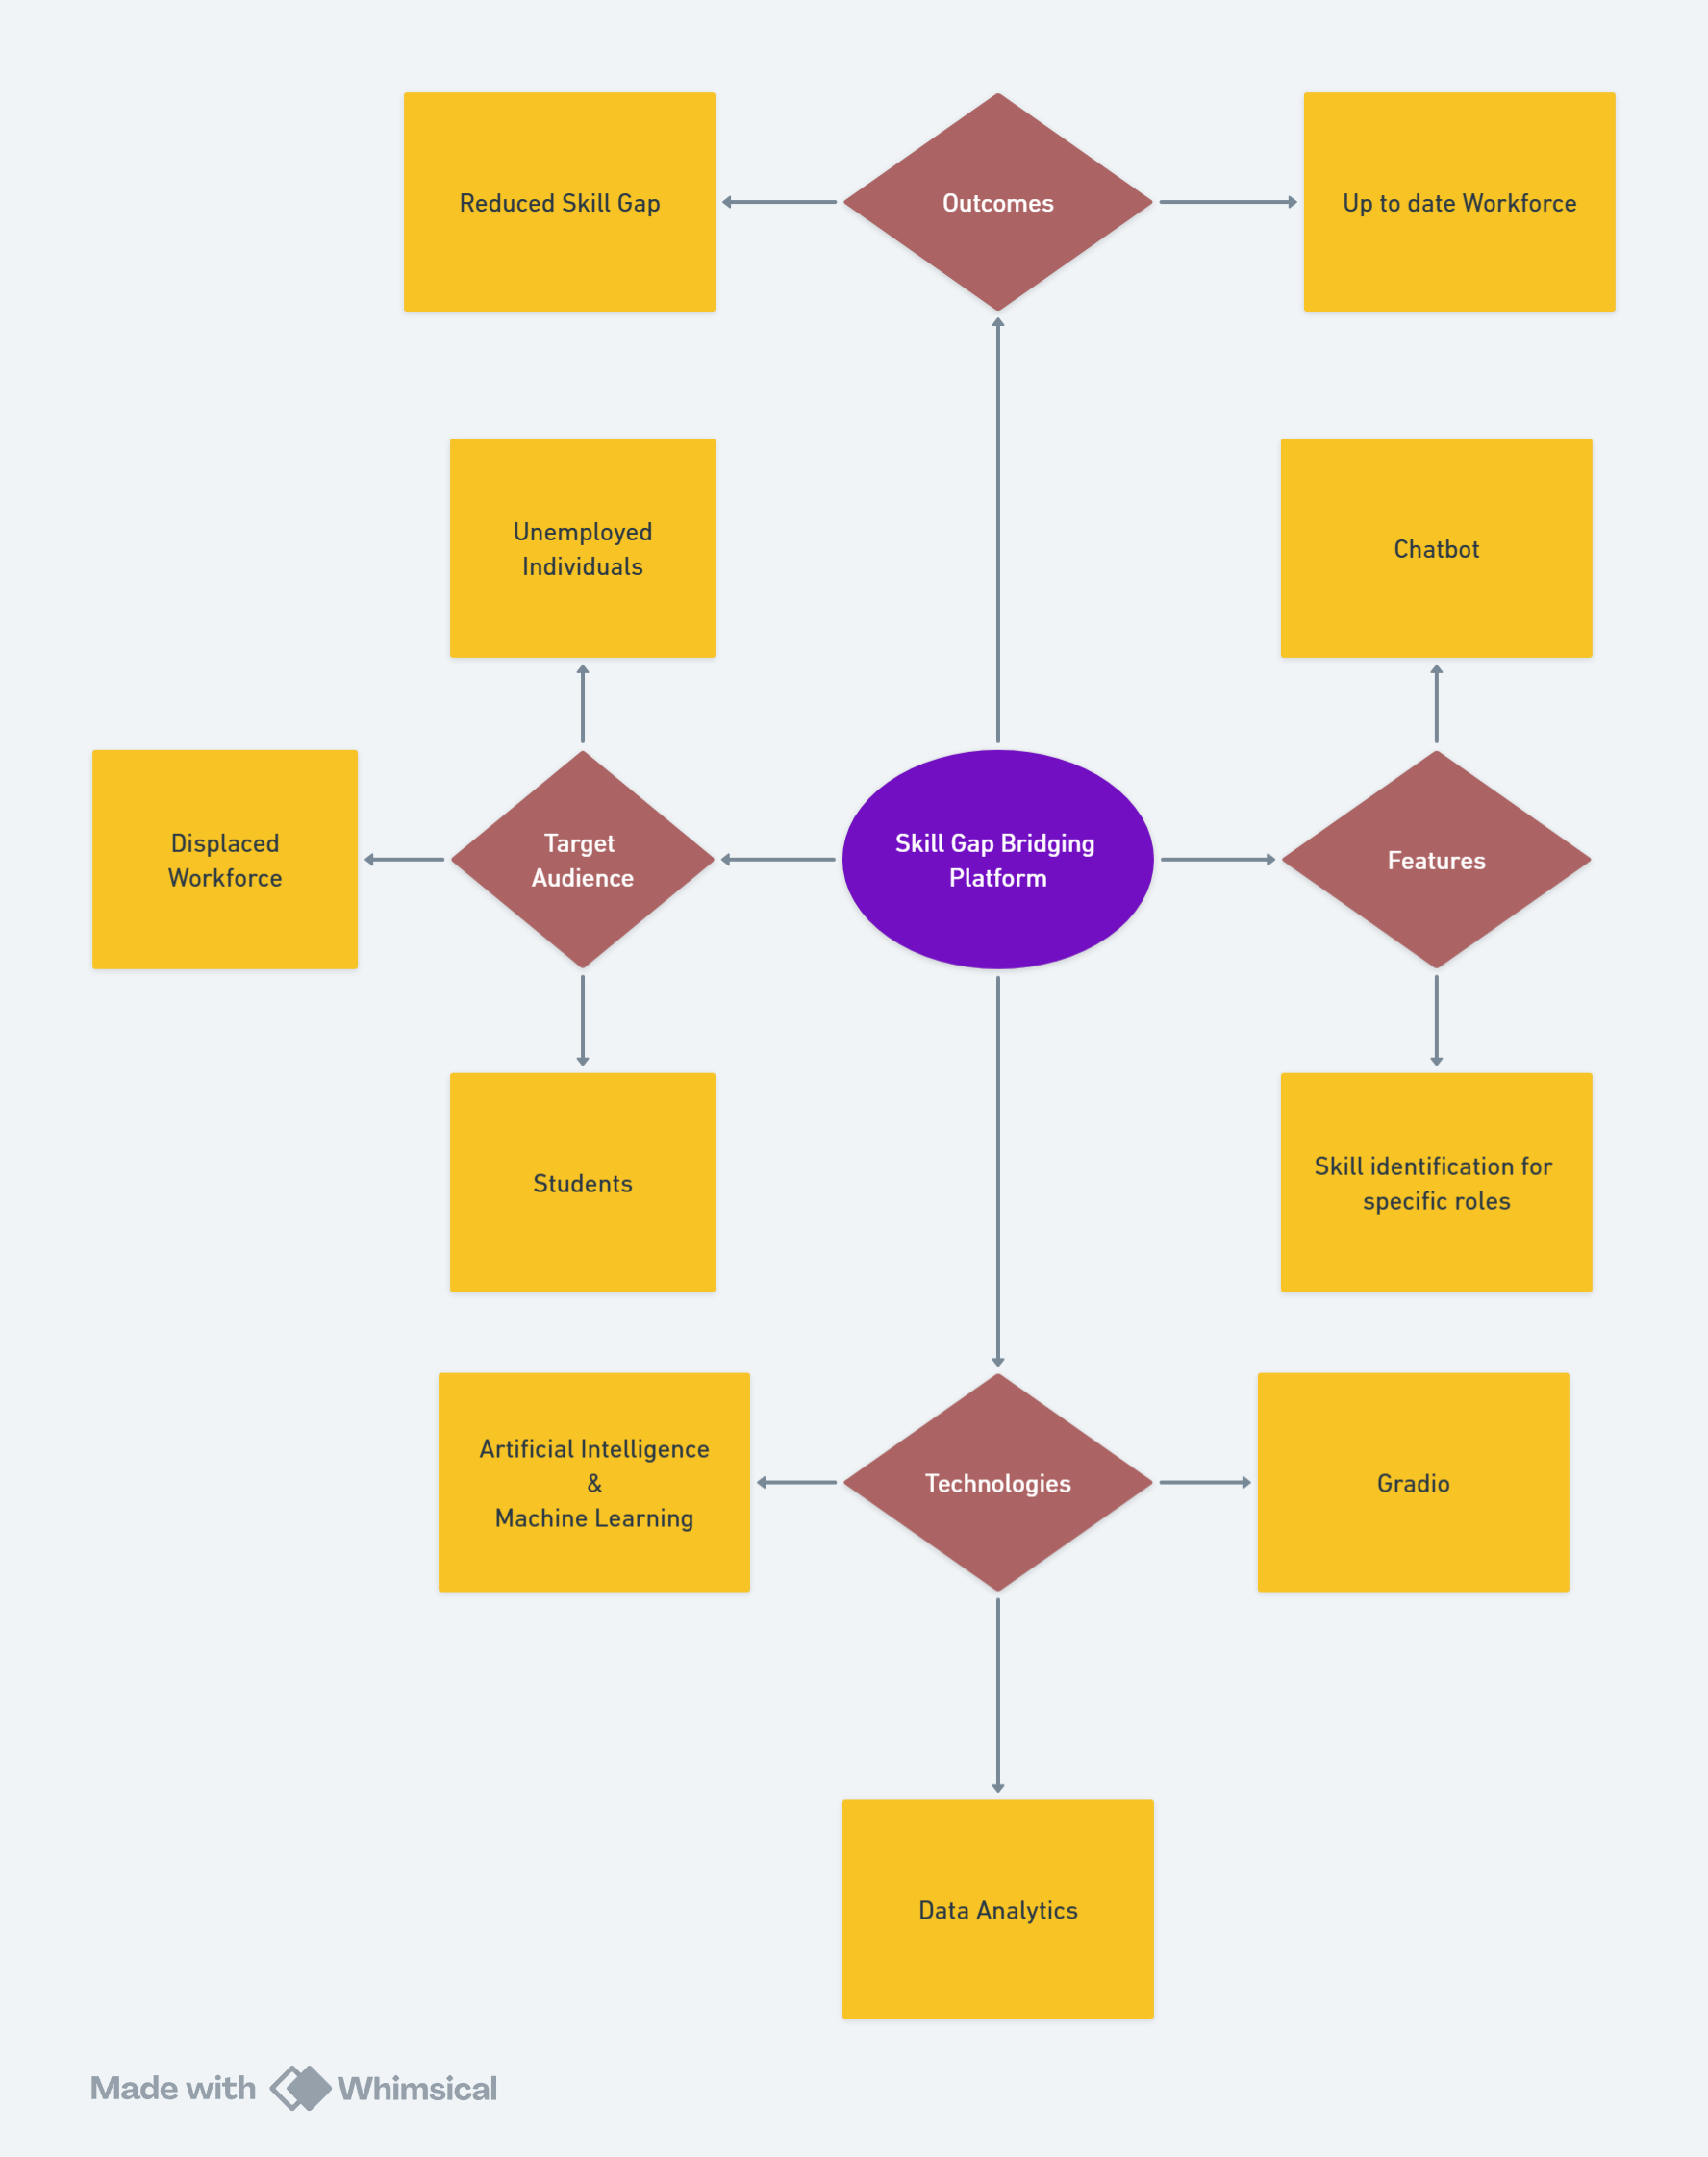 Reduced Skill Gap
Outcomes
Up to date Workforce
Unemployed
Individuals
Chatbot
Displaced
Workforce
Target
Audience
Skill Gap Bridging
Platform
Features
Students
Skill identification for
specific roles
Artificial Intelligence
&
Machine Learning
Technologies
Gradio
Data Analytics
Made with Whimsical